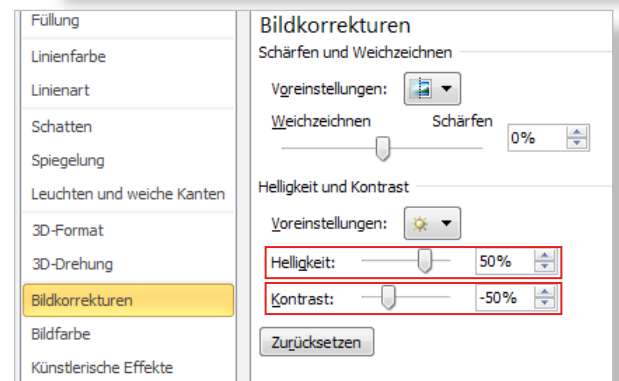 Füllung
Linienfarbe
Linienart
Schatten
Spiegelung
Leuchten und weiche Kanten
3D-Format
3D-Drehung
Bildkorrekturen
Bildfarbe
Künstlerische Effekte
Bildkorrekturen
Schärfen und Weichzeichnen
Voreinstellungen:
Weichzeichnen Schärfen
0%
Helligkeit und Kontrast
Voreinstellungen:
Helligkeit: 50%
Kontrast: -50%
Zurücksetzen